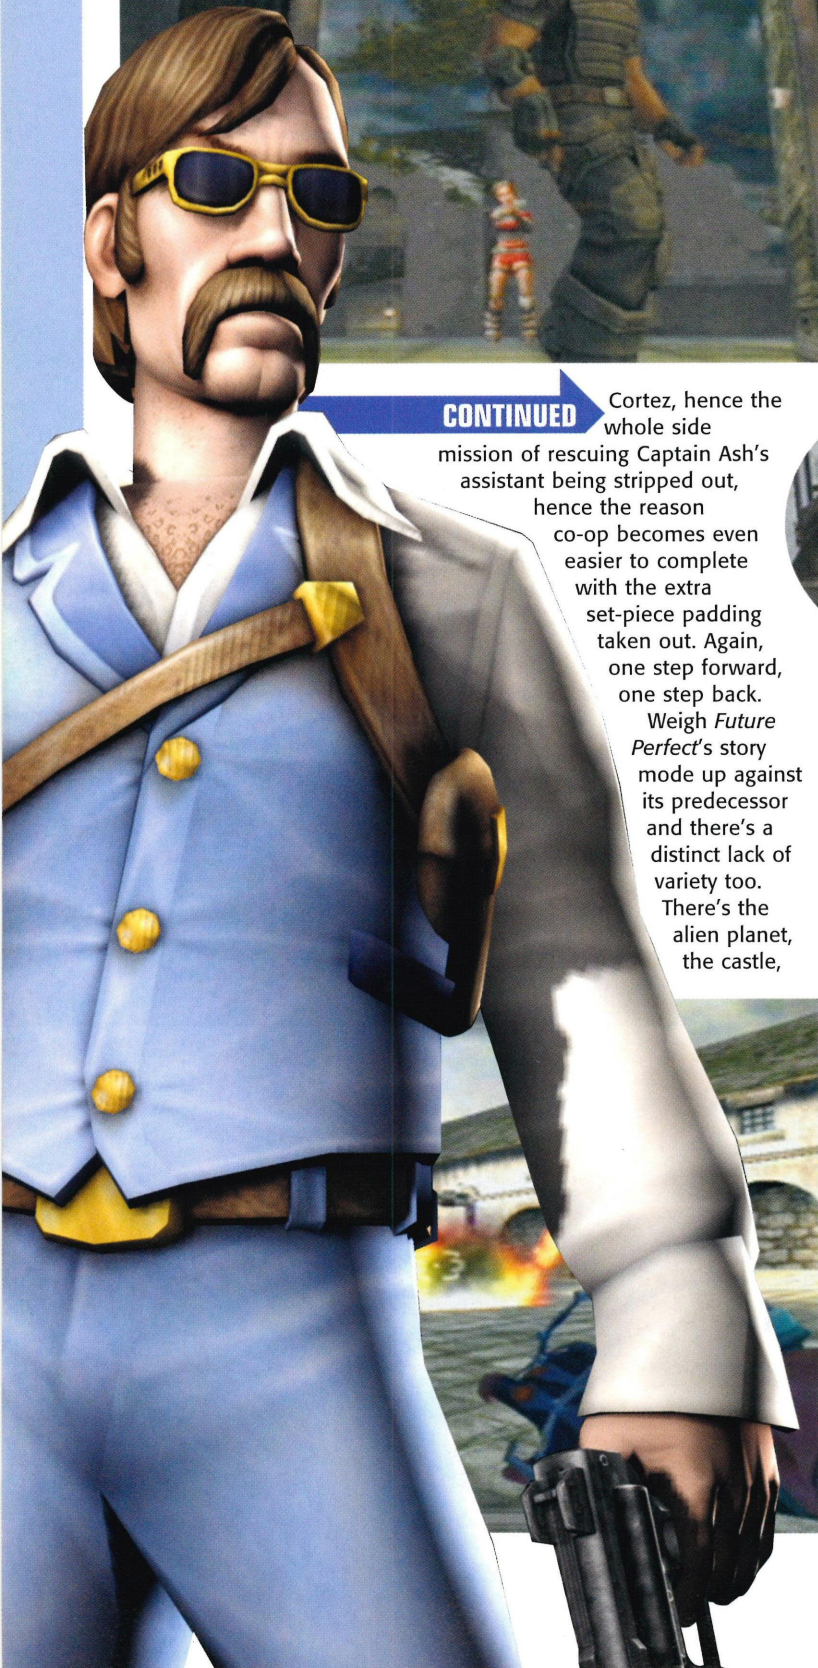 CONTINUED
Cortez, hence the
whole side
mission of rescuing Captain Ash's
assistant being stripped out,
hence the reason
co-op becomes even
easier to complete
with the extra
set-piece padding
taken out. Again,
one step forward,
one step back.
Weigh Future
Perfect's story
mode up against
its predecessor
and there's a
distinct lack of
variety too.
There's the
alien planet,
the castle,